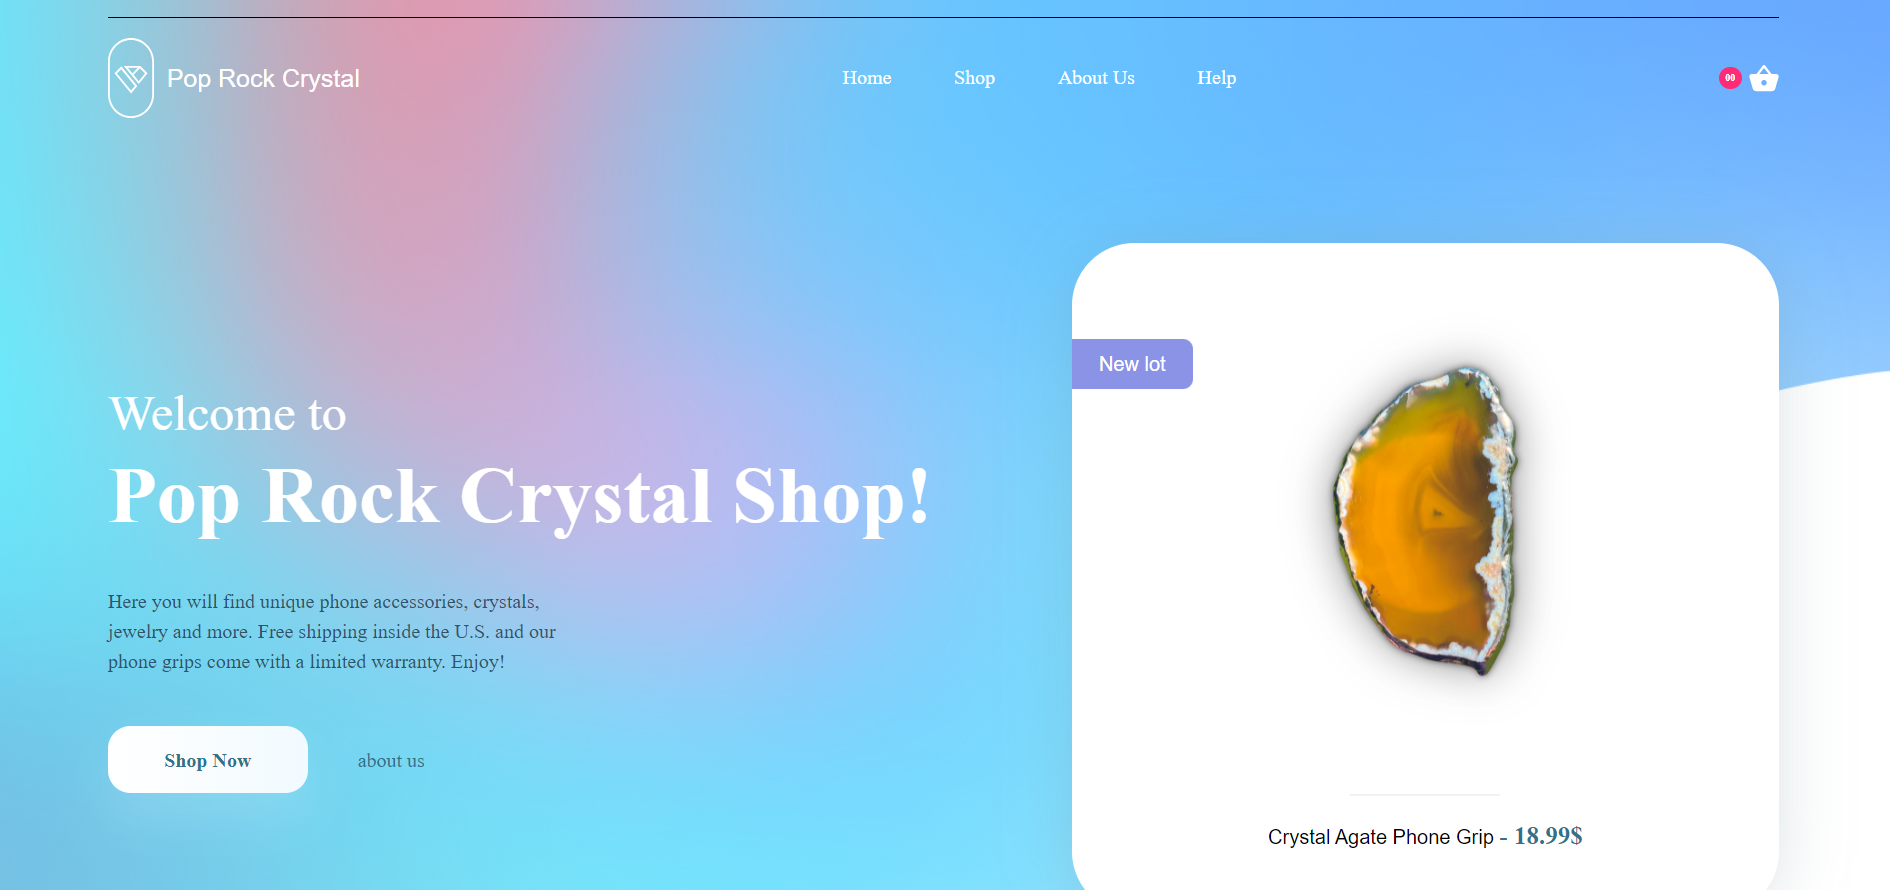 Pop Rock Crystal
Home
Shop
About Us
Help
00
New lot
Welcome to
Pop Rock Crystal Shop!
Here you will find unique phone accessories, crystals,
jewelry and more. Free shipping inside the U.S. and our
phone grips come with a limited warranty. Enjoy!
Shop Now
about us
Crystal Agate Phone Grip - 18.99$